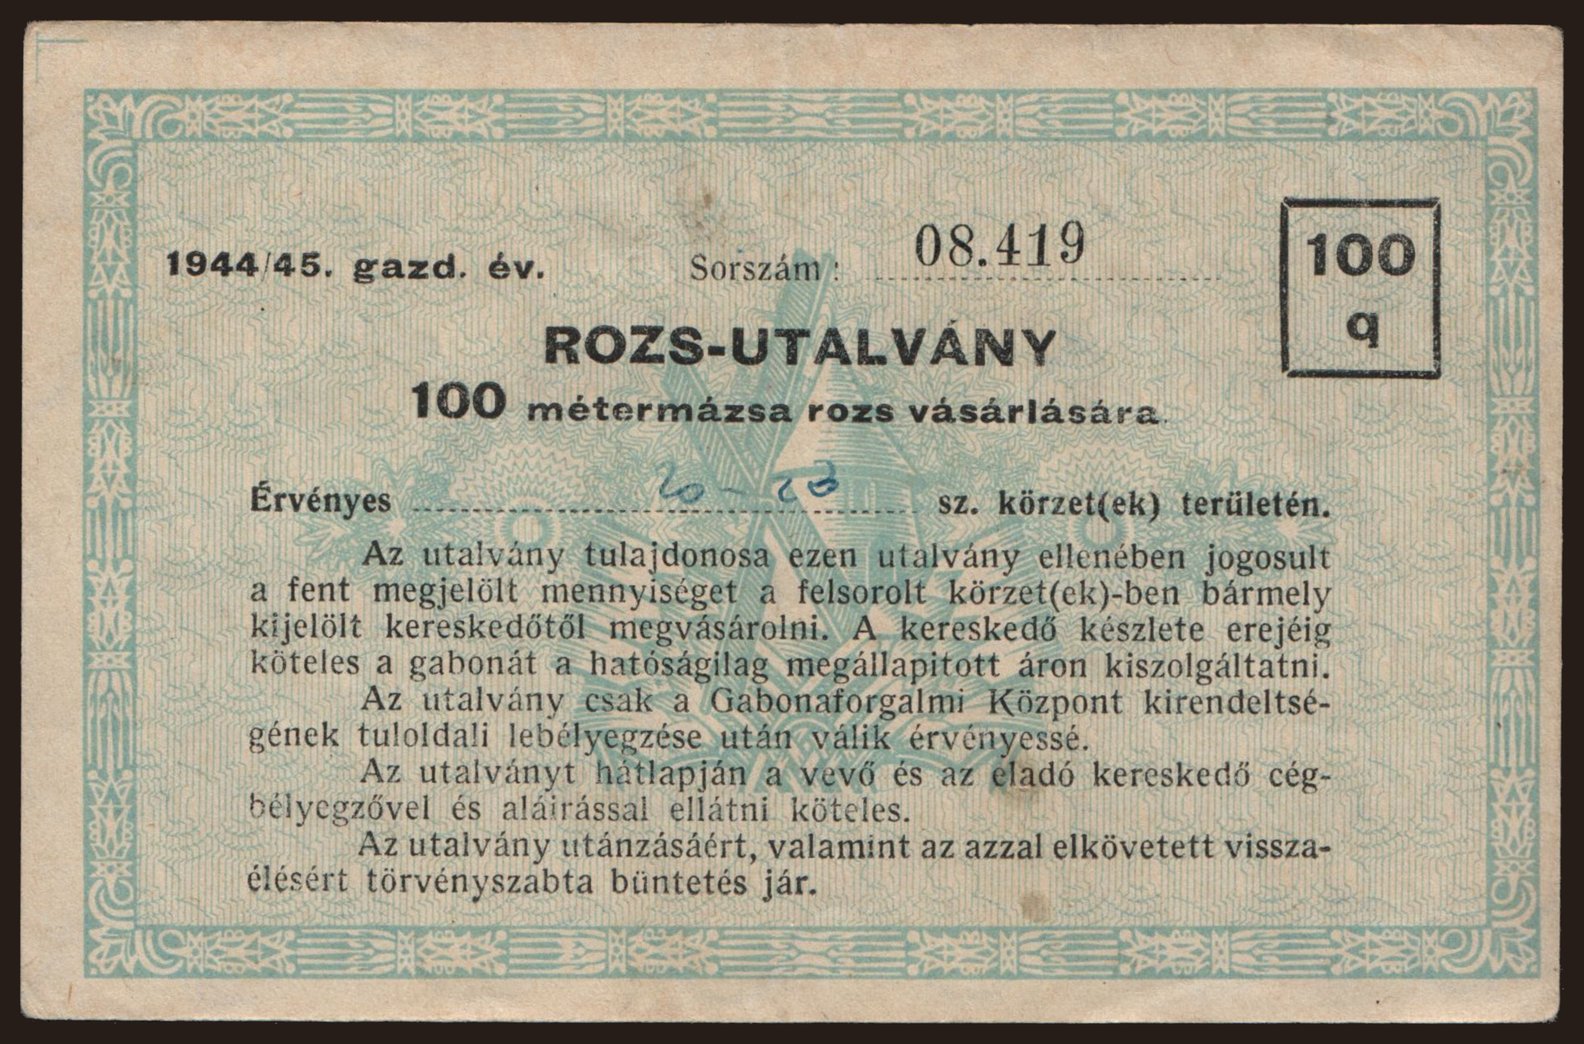 1944/45. gazd. év.
Sorszám: 08.419
100
q
ROZS-UTALVÁNY
100 métermázsa rozs vásárlására.
Érvényes 20-23 sz. körzet(ek) területén.
Az utalvány tulajdonosa ezen utalvány ellenében jogosult
a fent megjelölt mennyiséget a felsorolt körzet(ek)-ben bármely
kijelölt kereskedőtől megvásárolni. A kereskedő készlete erejéig
köteles a gabonát a hatóságilag megállapitott áron kiszolgáltatni.
Az utalvány csak a Gabonaforgalmi Központ kirendeltsé-
gének tuloldali lebélyegzése után válik érvényessé.
Az utalványt hátlapján a vevő és az eladó kereskedő cég-
bélyegzővel és aláirással ellátni köteles.
Az utalvány utánzásáért, valamint az azzal elkövetett vissza-
élésért törvényszabta büntetés jár.